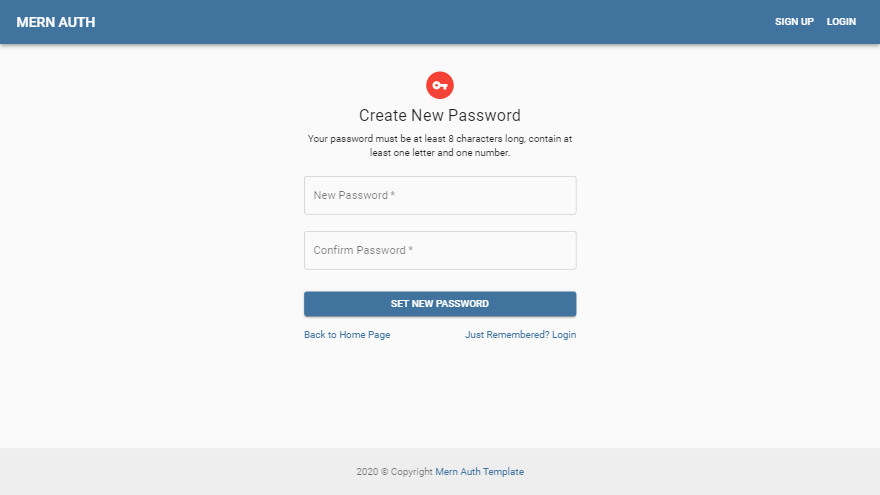 MERN AUTH
SIGN UP LOGIN
Create New Password
Your password must be at least 8 characters long, contain at
least one letter and one number.
New Password *
Confirm Password *
SET NEW PASSWORD
Back to Home Page
Just Remembered? Login
2020 © Copyright Mern Auth Template